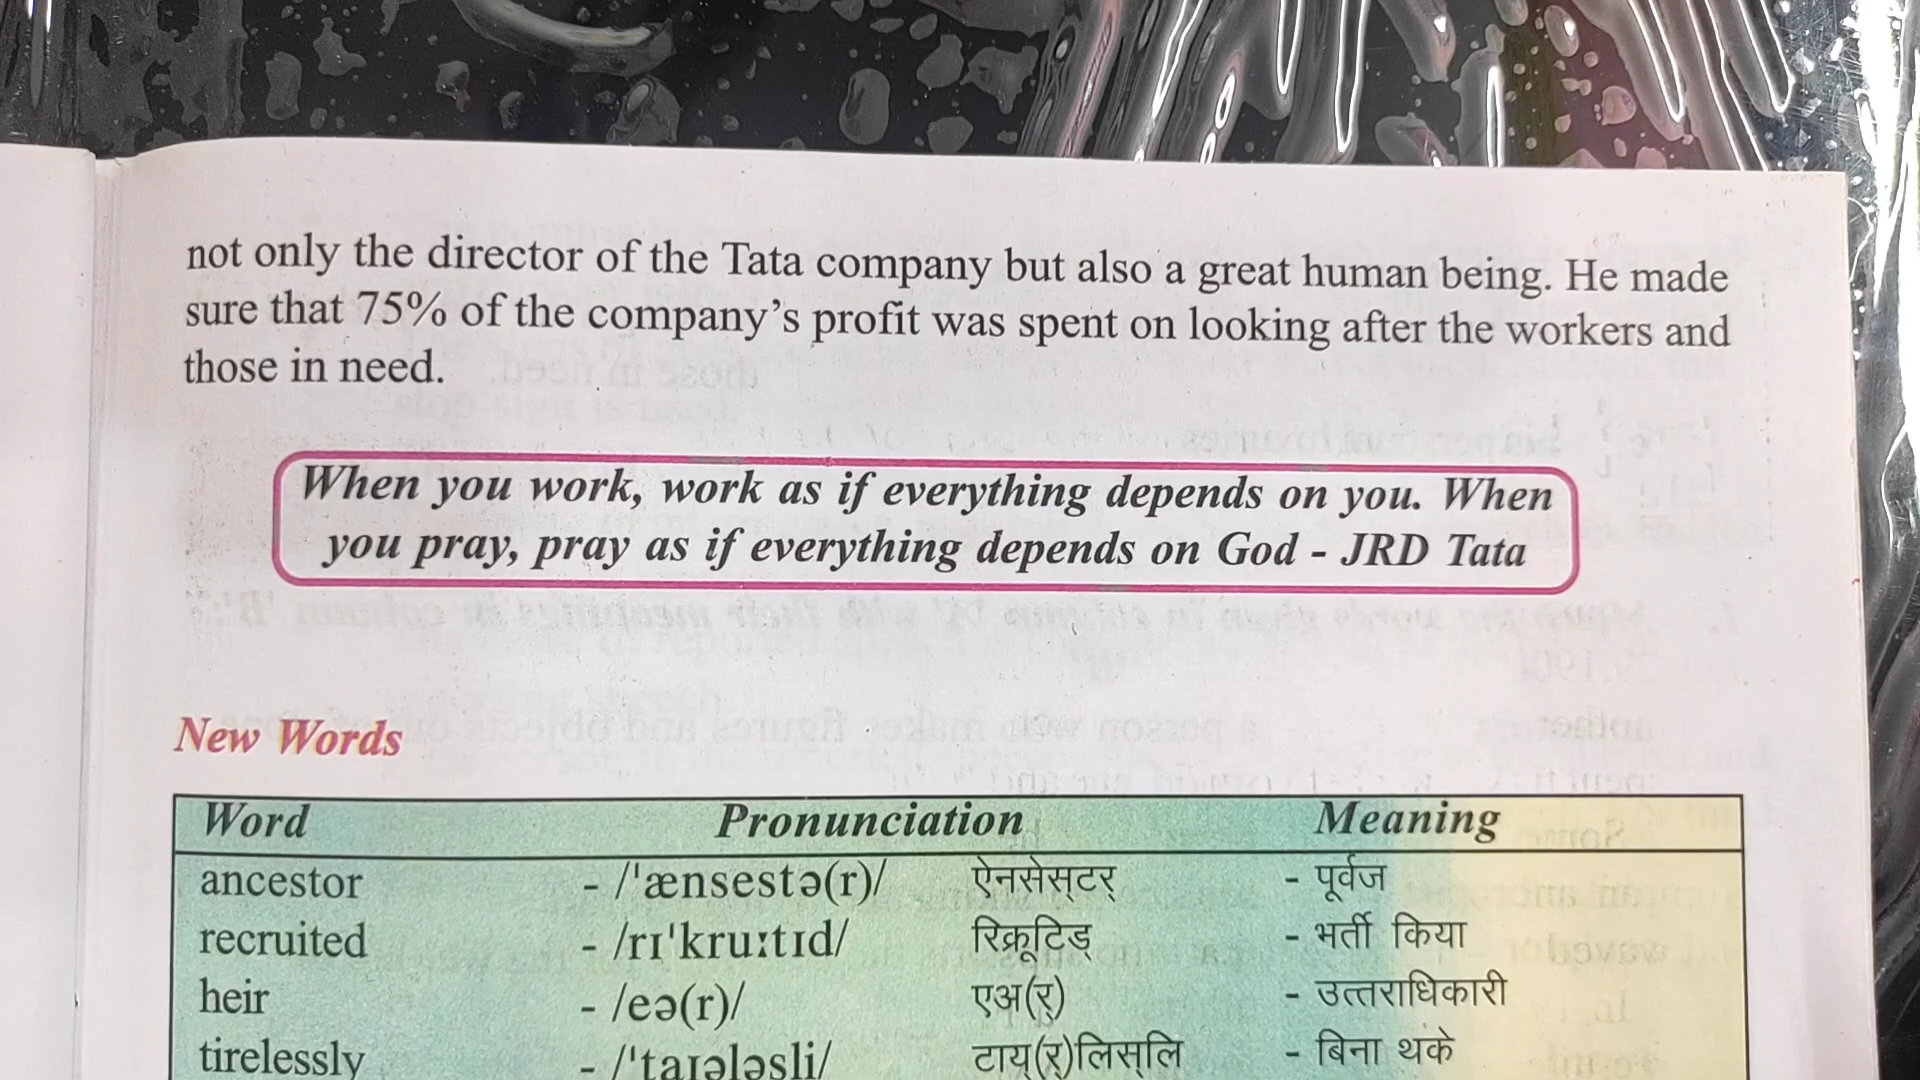 not only the director of the Tata company but also a great human being. He made
sure that 75% of the company's profit was spent on looking after the workers and
those in need.
When you work, work as if everything depends on you. When
you pray, pray as if everything depends on God - JRD Tata
New Words
Word Pronunciation Meaning
ancestor - /'ænsestə(r)/ ऐनसेस्‌टर् - पूर्वज
recruited - /rɪ'kruːtɪd/ रिक्रूटिड् - भर्ती किया
heir - /eə(r)/ एअ(र्) - उत्तराधिकारी
tirelessly - /'taɪələsli/ टाय्(र्)लिस्‌लि - बिना थके